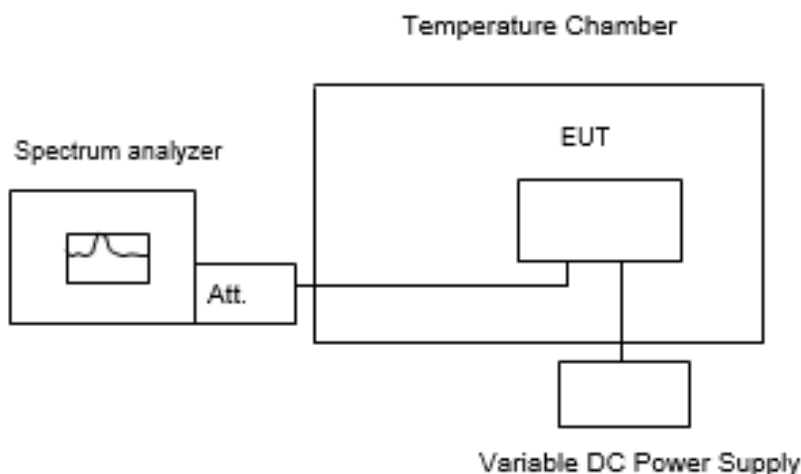 Temperature Chamber
EUT
Spectrum analyzer
Att.
Variable DC Power Supply